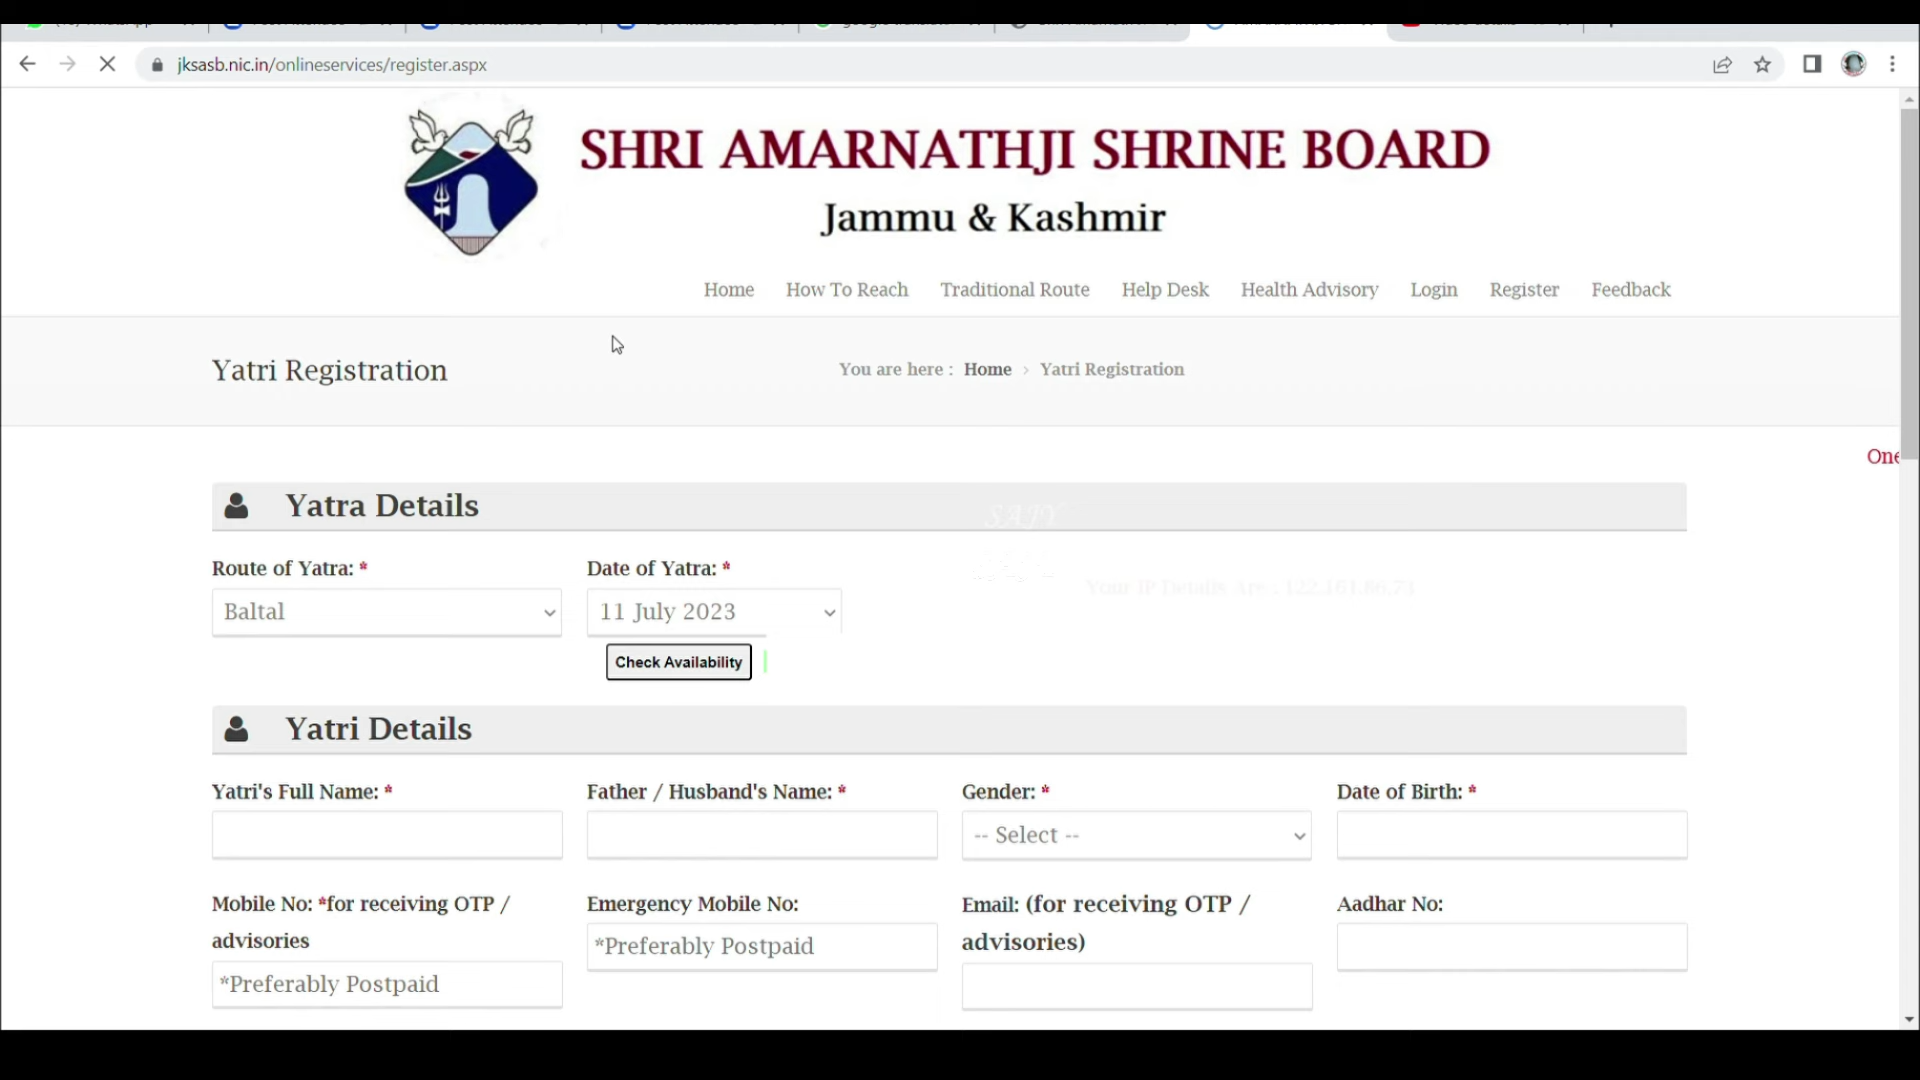 jksasb.nic.in/onlineservices/register.aspx
SHRI AMARNATHJI SHRINE BOARD
Jammu & Kashmir
Home How To Reach Traditional Route Help Desk Health Advisory Login Register Feedback
Yatri Registration
You are here : Home › Yatri Registration
One
Yatra Details
Route of Yatra: * Date of Yatra: *
Baltal 11 July 2023
Your IP Details Are :
Check Availability
Yatri Details
Yatri's Full Name: * Father / Husband's Name: * Gender: * Date of Birth: *
-- Select --
Mobile No: *for receiving OTP / advisories
*Preferably Postpaid
Emergency Mobile No:
*Preferably Postpaid
Email: (for receiving OTP / advisories)
Aadhar No: